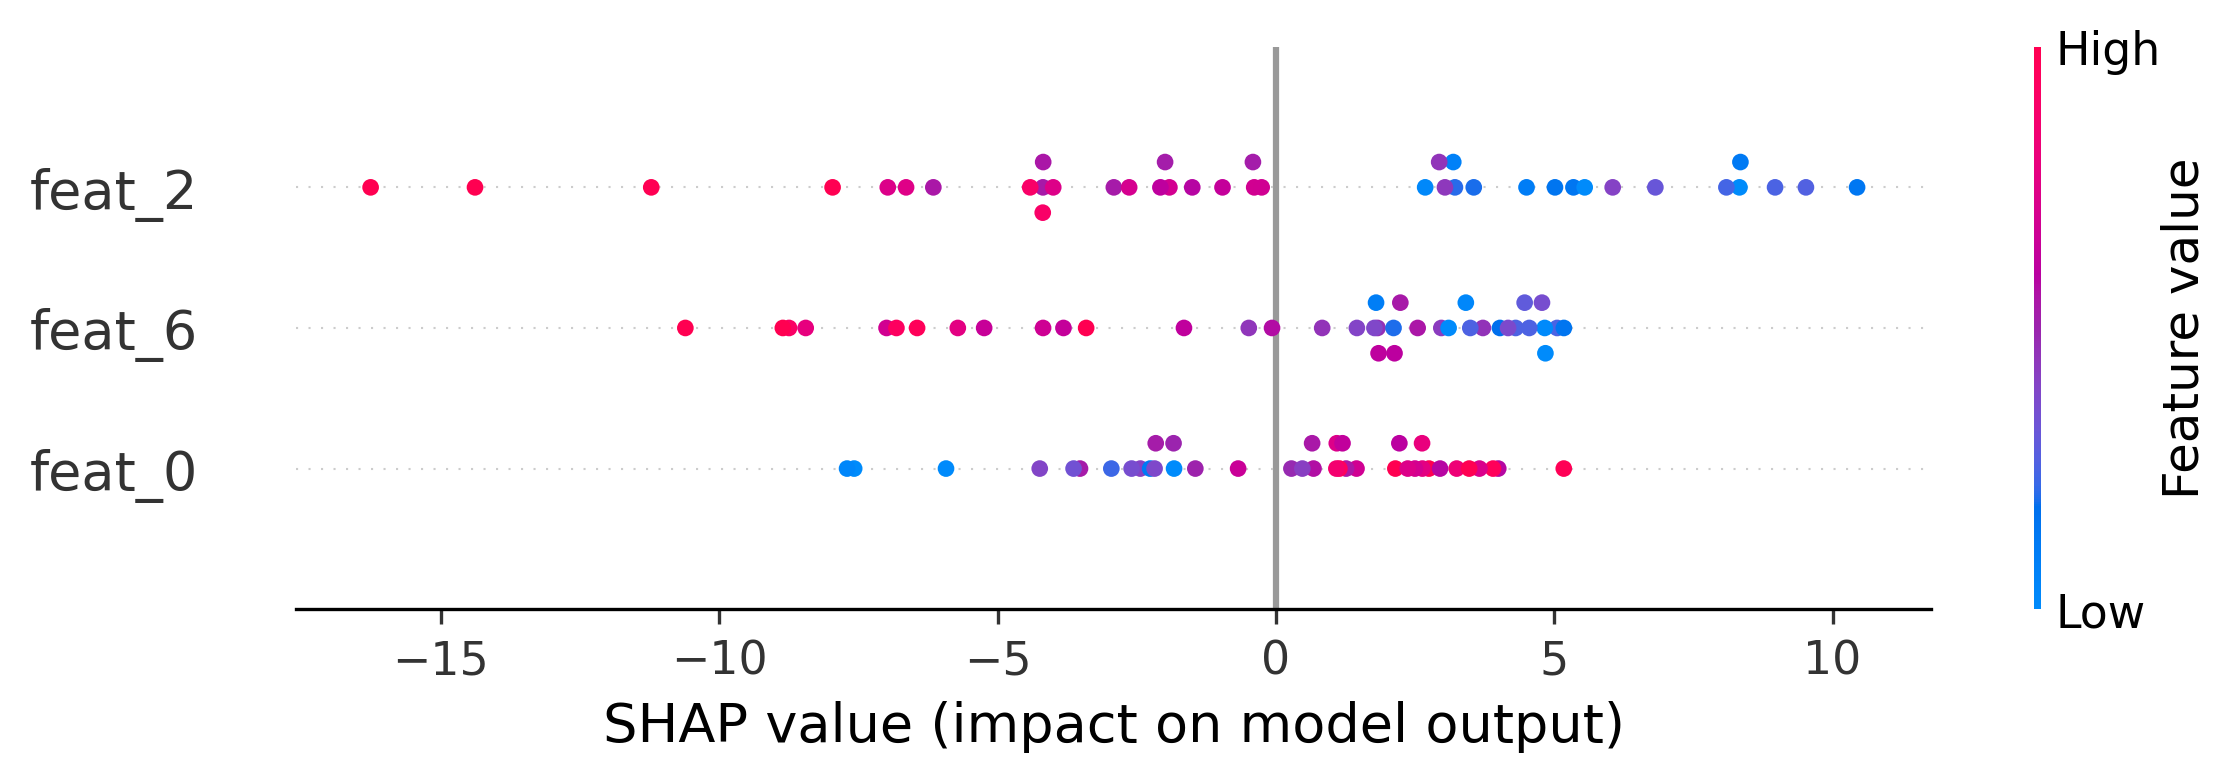 High
feat_2
feat_6
feat_0
Low
Feature value
−15 −10 −5 0 5 10
SHAP value (impact on model output)